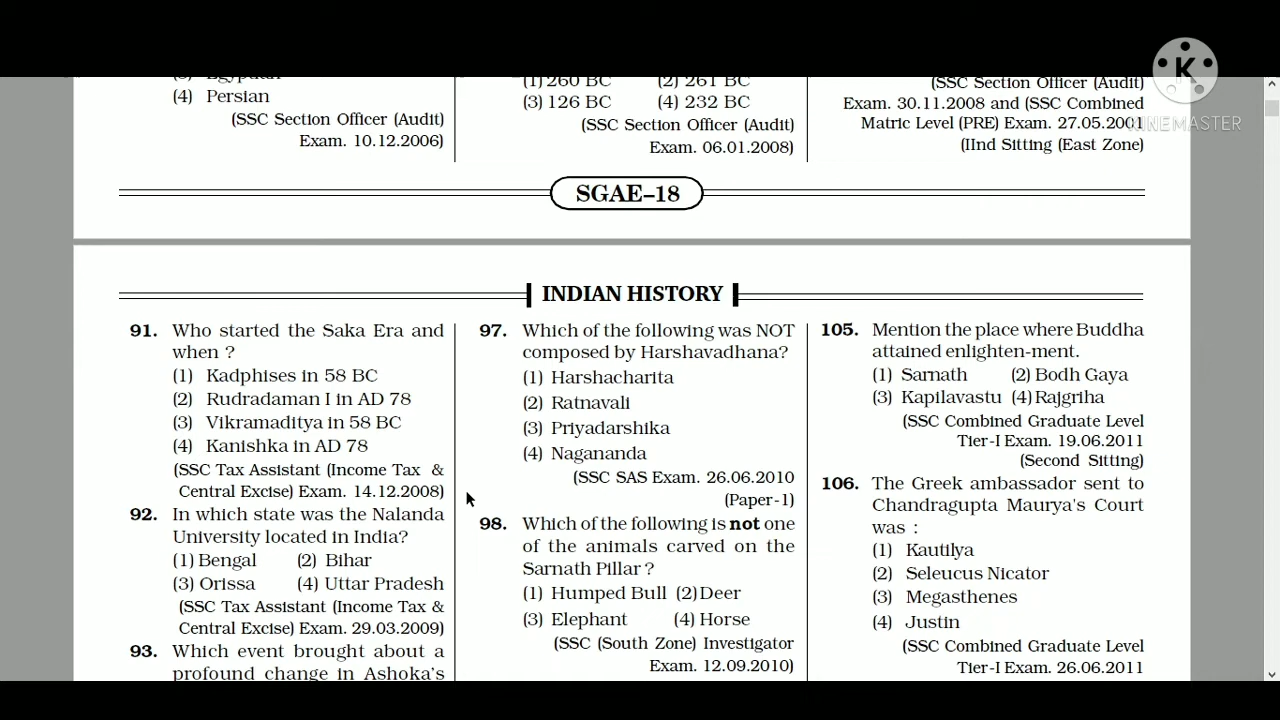 (4) Persian
(SSC Section Officer (Audit)
Exam. 10.12.2006)
(1) 260 BC (2) 261 BC
(3) 126 BC (4) 232 BC
(SSC Section Officer (Audit)
Exam. 06.01.2008)
(SSC Section Officer (Audit)
Exam. 30.11.2008 and (SSC Combined
Matric Level (PRE) Exam. 27.05.2001
(IInd Sitting (East Zone)
K
KINEMASTER
SGAE–18
INDIAN HISTORY
91. Who started the Saka Era and
when ?
(1) Kadphises in 58 BC
(2) Rudradaman I in AD 78
(3) Vikramaditya in 58 BC
(4) Kanishka in AD 78
(SSC Tax Assistant (Income Tax &
Central Excise) Exam. 14.12.2008)
92. In which state was the Nalanda
University located in India?
(1) Bengal (2) Bihar
(3) Orissa (4) Uttar Pradesh
(SSC Tax Assistant (Income Tax &
Central Excise) Exam. 29.03.2009)
93. Which event brought about a
profound change in Ashoka's
97. Which of the following was NOT
composed by Harshavadhana?
(1) Harshacharita
(2) Ratnavali
(3) Priyadarshika
(4) Nagananda
(SSC SAS Exam. 26.06.2010
(Paper-1)
98. Which of the following is not one
of the animals carved on the
Sarnath Pillar ?
(1) Humped Bull (2) Deer
(3) Elephant (4) Horse
(SSC (South Zone) Investigator
Exam. 12.09.2010)
105. Mention the place where Buddha
attained enlighten-ment.
(1) Sarnath (2) Bodh Gaya
(3) Kapilavastu (4) Rajgriha
(SSC Combined Graduate Level
Tier-I Exam. 19.06.2011
(Second Sitting)
106. The Greek ambassador sent to
Chandragupta Maurya's Court
was :
(1) Kautilya
(2) Seleucus Nicator
(3) Megasthenes
(4) Justin
(SSC Combined Graduate Level
Tier-I Exam. 26.06.2011